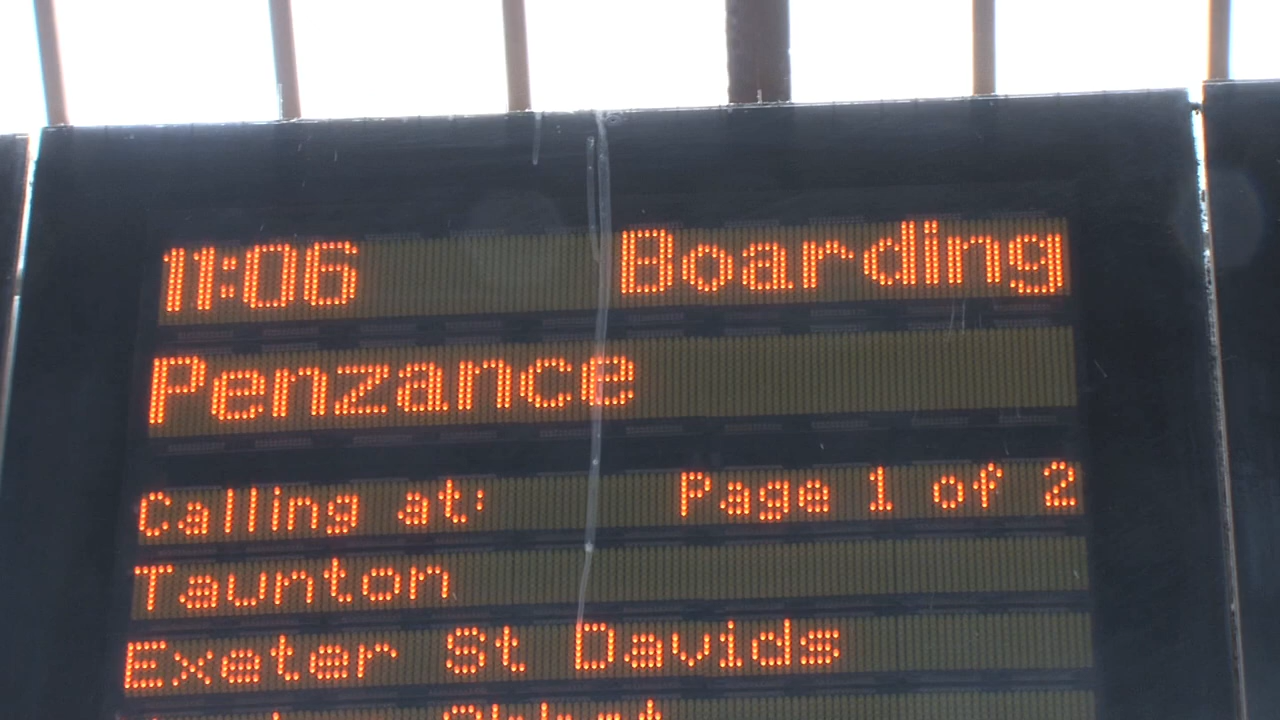 11:06 Boarding
Penzance
Calling at: Page 1 of 2
Taunton
Exeter St Davids